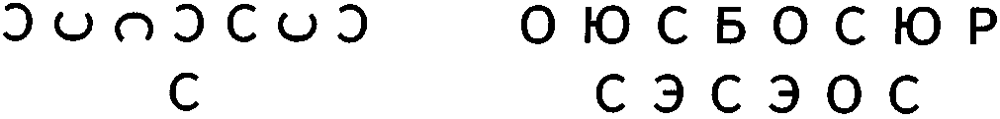 Ɔ ∪ ∩ Ɔ С ∪ Ɔ
С
О Ю С Б О С Ю Р
С Э С Э О С